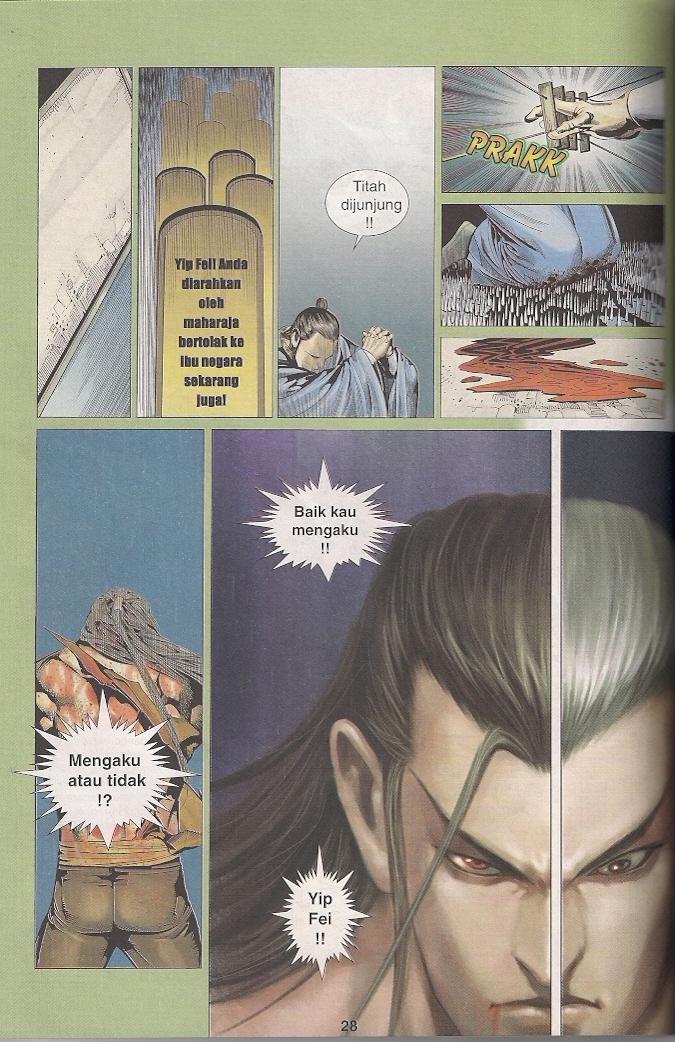 Yip Fei! Anda
diarahkan
oleh
maharaja
bertolak ke
ibu negara
sekarang
juga!
Titah
dijunjung
!!
PRAKK
Mengaku
atau tidak
!?
Baik kau
mengaku
!!
Yip
Fei
!!
28